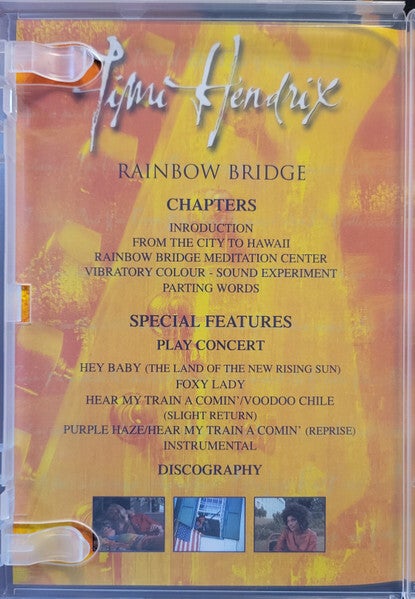 Jimi Hendrix
RAINBOW BRIDGE
CHAPTERS
INRODUCTION
FROM THE CITY TO HAWAII
RAINBOW BRIDGE MEDITATION CENTER
VIBRATORY COLOUR - SOUND EXPERIMENT
PARTING WORDS
SPECIAL FEATURES
PLAY CONCERT
HEY BABY (THE LAND OF THE NEW RISING SUN)
FOXY LADY
HEAR MY TRAIN A COMIN'/VOODOO CHILE
(SLIGHT RETURN)
PURPLE HAZE/HEAR MY TRAIN A COMIN' (REPRISE)
INSTRUMENTAL
DISCOGRAPHY